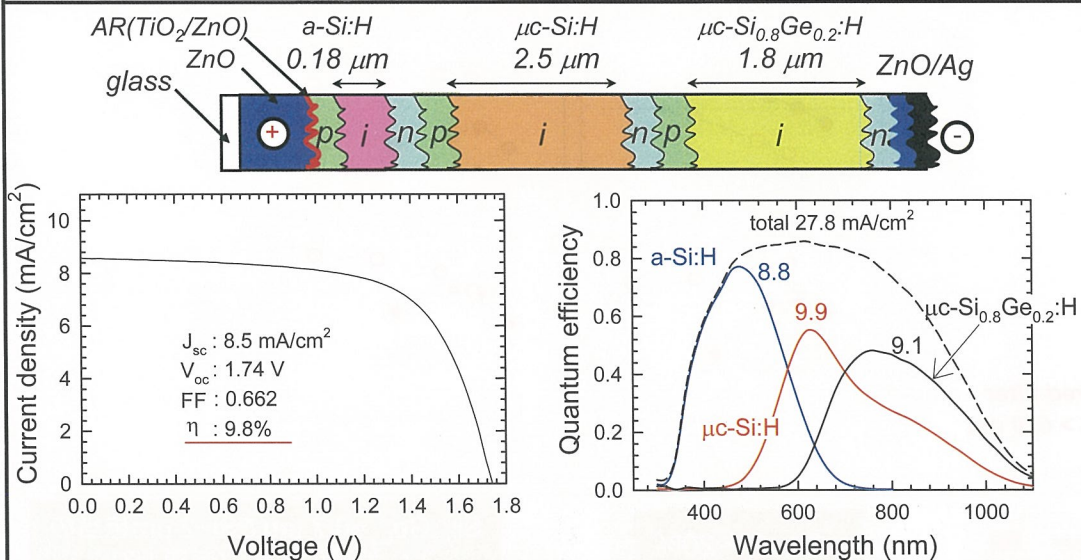 AR(TiO2/ZnO)
a-Si:H
μc-Si:H
μc-Si0.8Ge0.2:H
ZnO
0.18 μm
2.5 μm
1.8 μm
ZnO/Ag
glass
+
p
i
n
p
i
n
p
i
n
-
Current density (mA/cm2)
10
8
6
4
2
0
Jsc : 8.5 mA/cm2
Voc : 1.74 V
FF : 0.662
η : 9.8%
0.0 0.2 0.4 0.6 0.8 1.0 1.2 1.4 1.6 1.8
Voltage (V)
Quantum efficiency
1.0
0.8
0.6
0.4
0.2
0.0
total 27.8 mA/cm2
a-Si:H
8.8
9.9
μc-Si0.8Ge0.2:H
9.1
μc-Si:H
400 600 800 1000
Wavelength (nm)